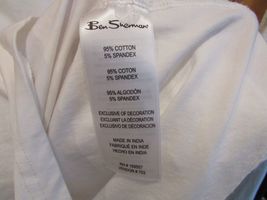 Ben Sherman
95% COTTON
5% SPANDEX
95% COTON
5% SPANDEX
95% ALGODÓN
5% SPANDEX
EXCLUSIVE OF DECORATION
EXCLUANT LA DÉCORATION
EXCLUSIVO DE DECORACIÓN
MADE IN INDIA
FABRIQUÉ EN INDE
HECHO EN INDIA
VENDOR #